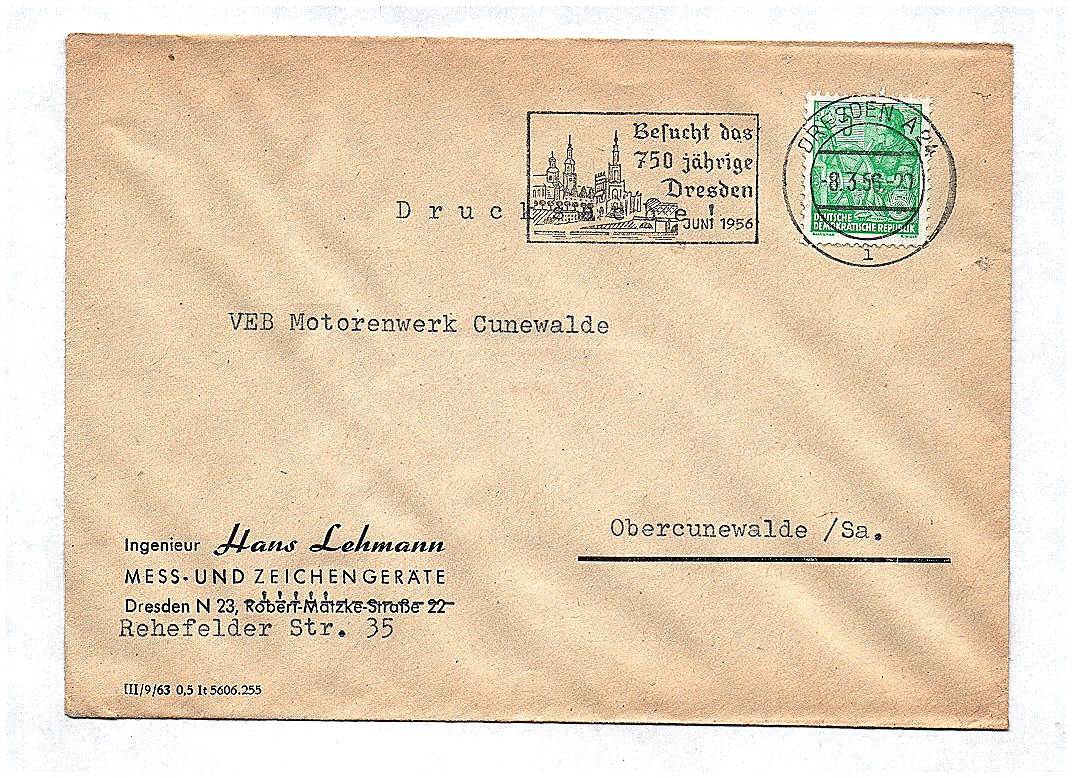 Besucht das
750 jährige
Dresden
JUNI 1956
DRESDEN A 24
-8.3.56-20
DEUTSCHE
DEMOKRATISCHE REPUBLIK
Drucksache !
VEB Motorenwerk Cunewalde
Obercunewalde /Sa.
Ingenieur Hans Lehmann
MESS- UND ZEICHENGERÄTE
Dresden N 23, Robert-Matzke-Straße 22
Rehefelder Str. 35
III/9/63 0,5 It 5606.255